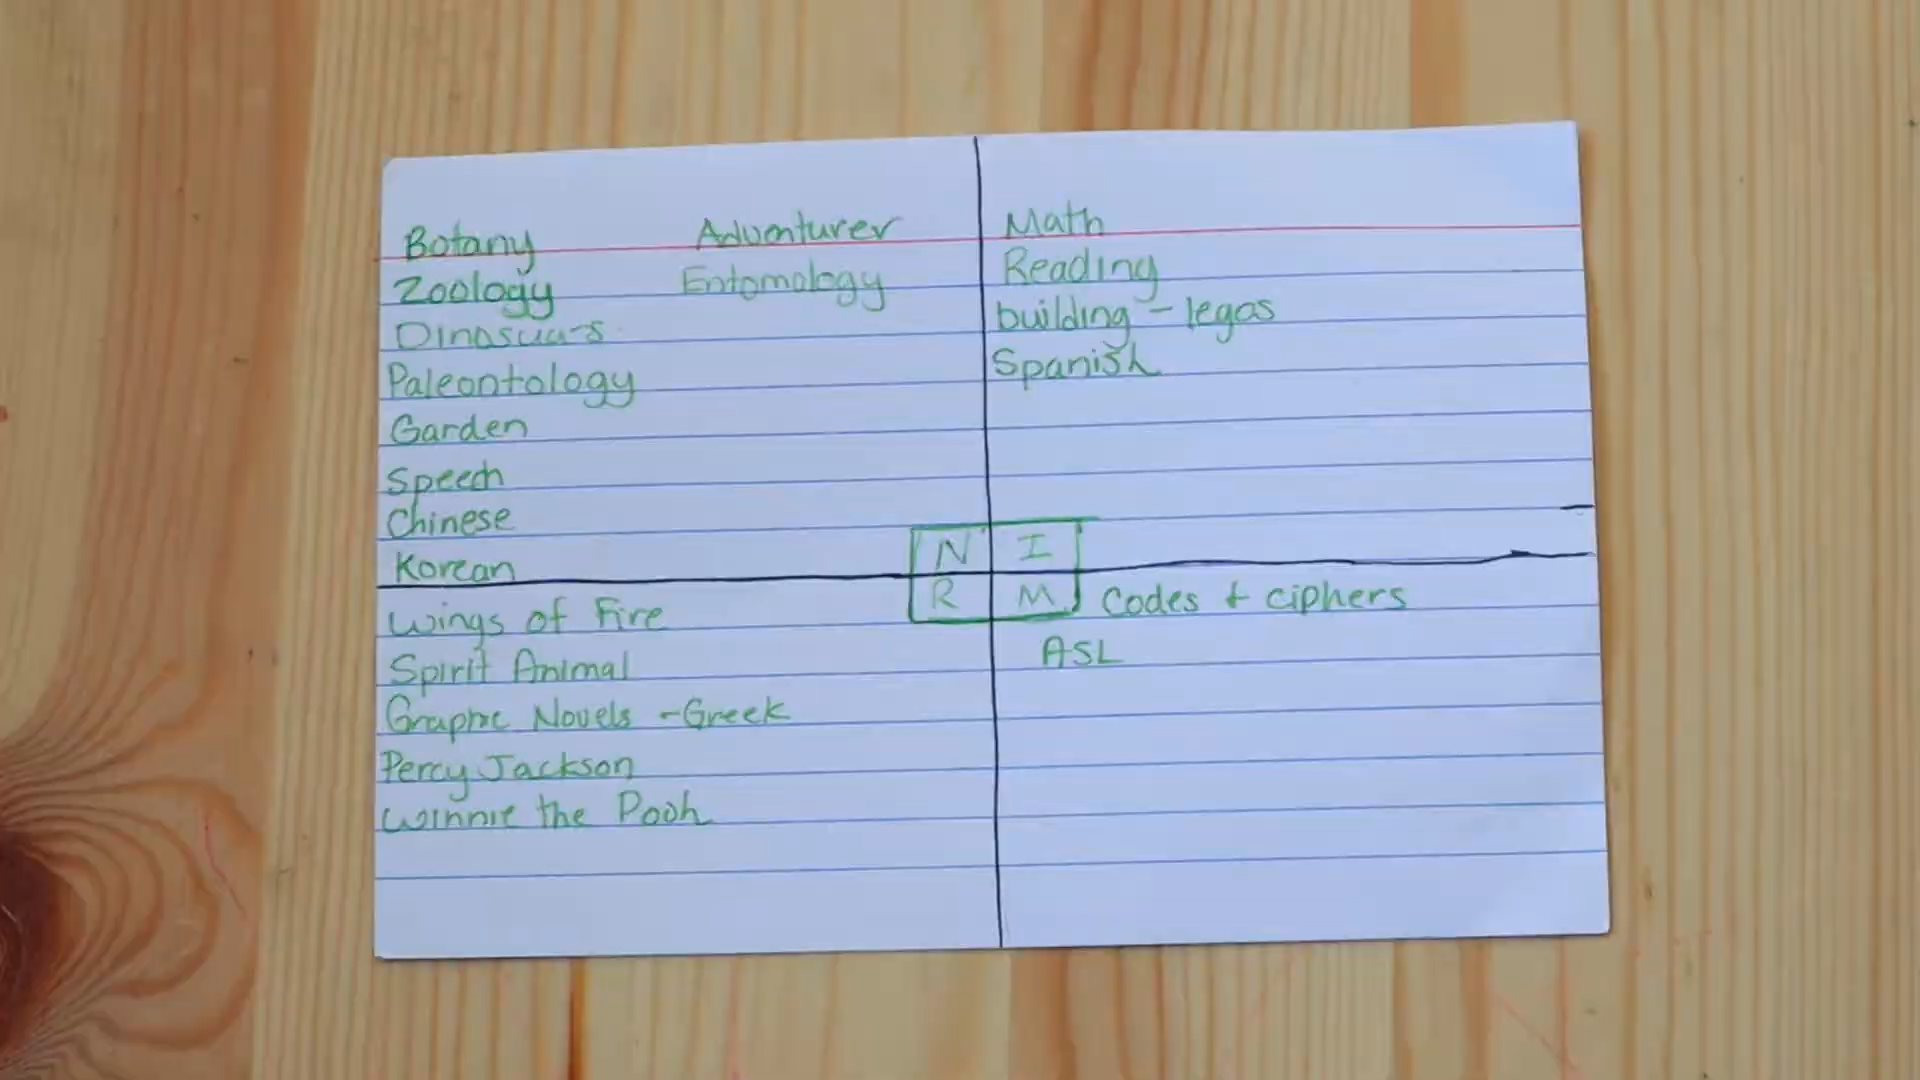 Botany Adventurer
Zoology Entomology
Dinosuars
Paleontology
Garden
Speech
Chinese
Korean
Math
Reading
building - legos
Spanish
N I
R M
Wings of Fire
Spirit Animal
Graphic Novels - Greek
Percy Jackson
Winnie the Pooh
Codes + ciphers
ASL